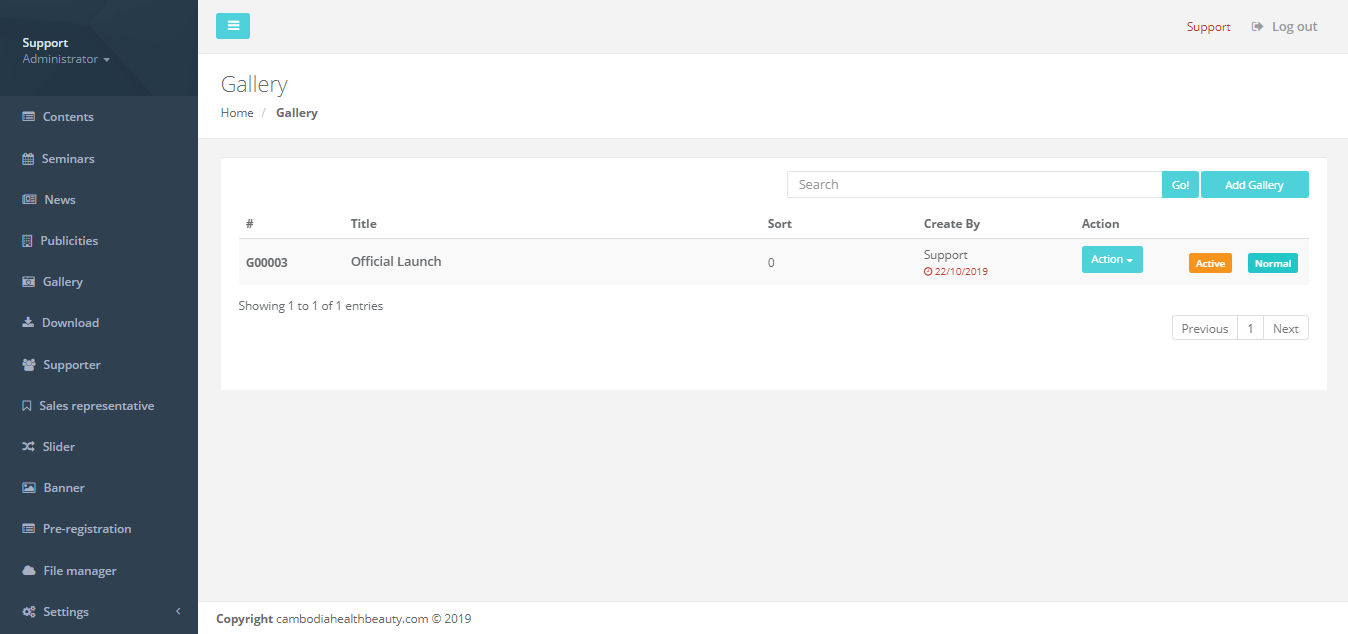 Support
Administrator
Contents
Seminars
News
Publicities
Gallery
Download
Supporter
Sales representative
Slider
Banner
Pre-registration
File manager
Settings
Support Log out
Gallery
Home / Gallery
Search Go! Add Gallery
# Title Sort Create By Action
G00003 Official Launch 0 Support Action Active Normal
22/10/2019
Showing 1 to 1 of 1 entries
Previous 1 Next
Copyright cambodiahealthbeauty.com © 2019